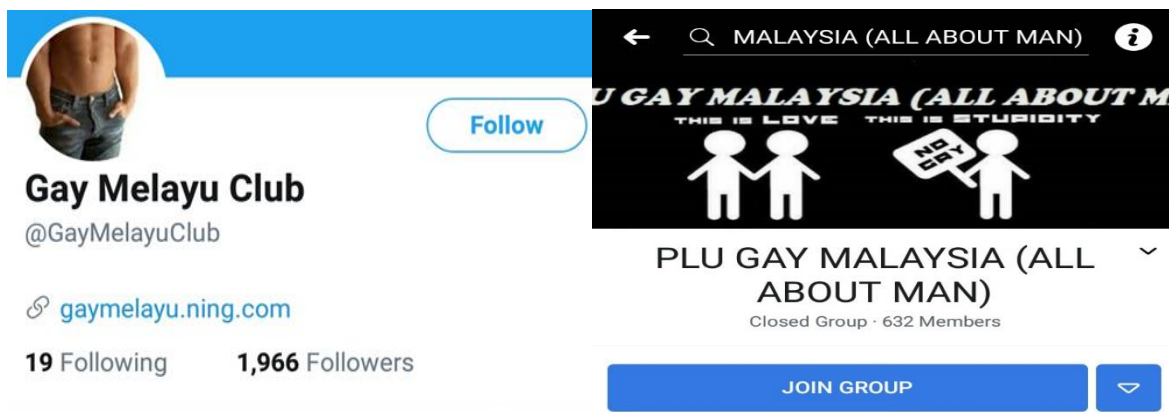 Follow
Gay Melayu Club
@GayMelayuClub
gaymelayu.ning.com
19 Following 1,966 Followers
MALAYSIA (ALL ABOUT MAN)
U GAY MALAYSIA (ALL ABOUT M
THIS IS LOVE THIS IS STUPIDITY
NO
GAY
PLU GAY MALAYSIA (ALL
ABOUT MAN)
Closed Group · 632 Members
JOIN GROUP